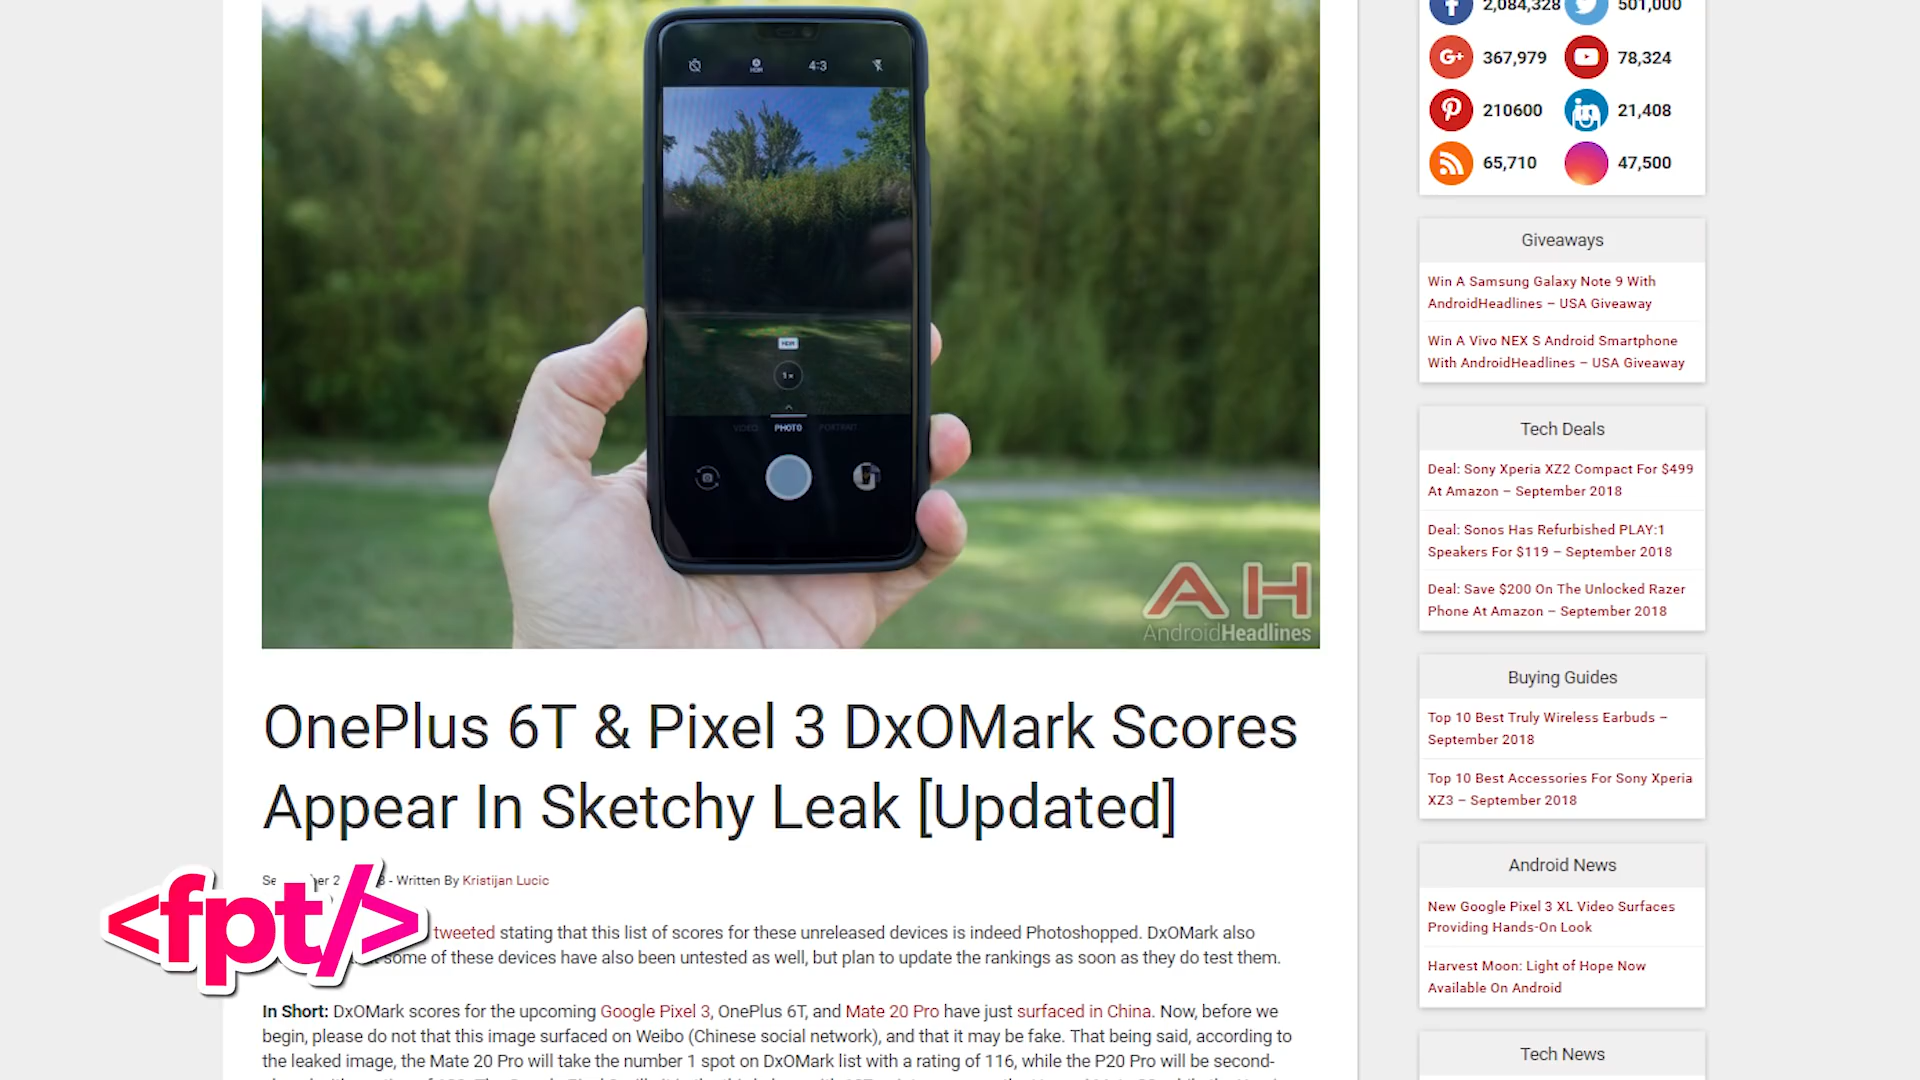 2,084,328
501,000
367,979
78,324
210600
21,408
65,710
47,500
HDR
4:3
HDR
1×
VIDEO PHOTO PORTRAIT
AH
AndroidHeadlines
Giveaways
Win A Samsung Galaxy Note 9 With
AndroidHeadlines – USA Giveaway
Win A Vivo NEX S Android Smartphone
With AndroidHeadlines – USA Giveaway
Tech Deals
Deal: Sony Xperia XZ2 Compact For $499
At Amazon – September 2018
Deal: Sonos Has Refurbished PLAY:1
Speakers For $119 – September 2018
Deal: Save $200 On The Unlocked Razer
Phone At Amazon – September 2018
Buying Guides
Top 10 Best Truly Wireless Earbuds –
September 2018
Top 10 Best Accessories For Sony Xperia
XZ3 – September 2018
Android News
New Google Pixel 3 XL Video Surfaces
Providing Hands-On Look
Harvest Moon: Light of Hope Now
Available On Android
Tech News
OnePlus 6T & Pixel 3 DxOMark Scores
Appear In Sketchy Leak [Updated]
- Written By Kristijan Lucic
<fpt/>
tweeted stating that this list of scores for these unreleased devices is indeed Photoshopped. DxOMark also
some of these devices have also been untested as well, but plan to update the rankings as soon as they do test them.
In Short: DxOMark scores for the upcoming Google Pixel 3, OnePlus 6T, and Mate 20 Pro have just surfaced in China. Now, before we
begin, please do not that this image surfaced on Weibo (Chinese social network), and that it may be fake. That being said, according to
the leaked image, the Mate 20 Pro will take the number 1 spot on DxOMark list with a rating of 116, while the P20 Pro will be second-